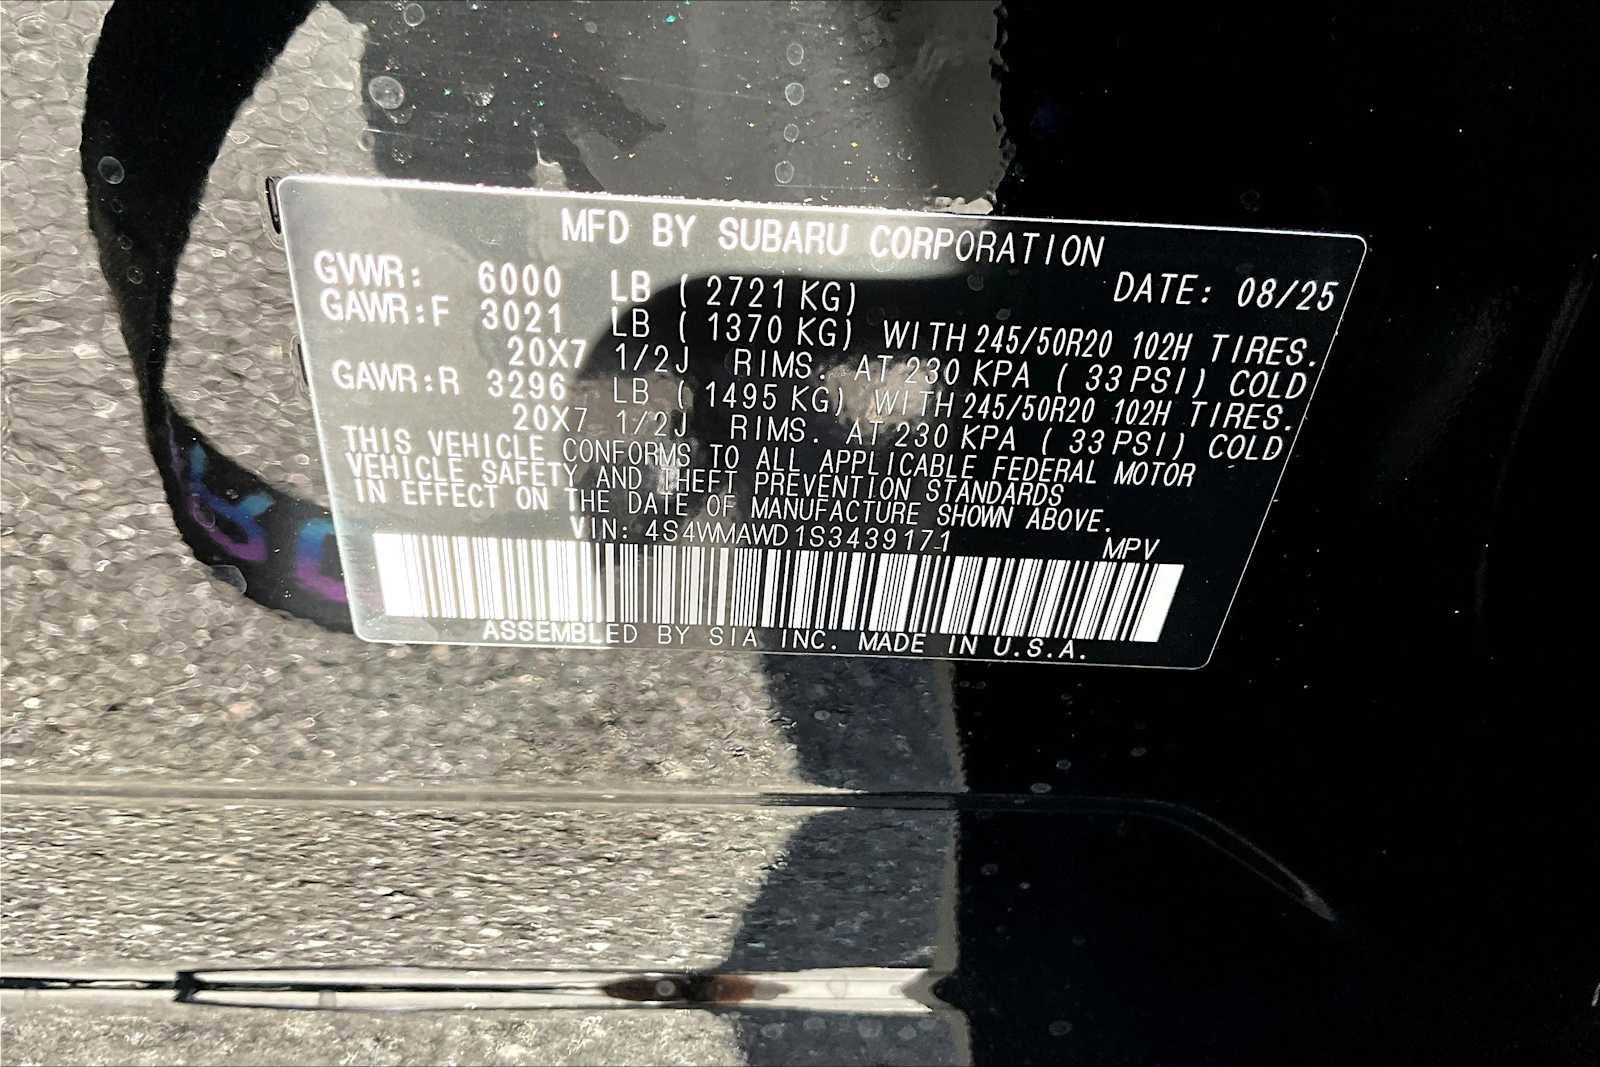 MFD BY SUBARU CORPORATION
DATE: 08/25
GVWR: 6000 LB ( 2721 KG)
GAWR:F 3021 LB ( 1370 KG) WITH 245/50R20 102H TIRES.
20X7 1/2J RIMS. AT 230 KPA ( 33 PSI) COLD
GAWR:R 3296 LB ( 1495 KG) WITH 245/50R20 102H TIRES.
20X7 1/2J RIMS. AT 230 KPA ( 33 PSI) COLD
THIS VEHICLE CONFORMS TO ALL APPLICABLE FEDERAL MOTOR
VEHICLE SAFETY AND THEFT PREVENTION STANDARDS
IN EFFECT ON THE DATE OF MANUFACTURE SHOWN ABOVE.
VIN: 4S4WMAWD1S3439171 MPV
ASSEMBLED BY SIA INC. MADE IN U.S.A.